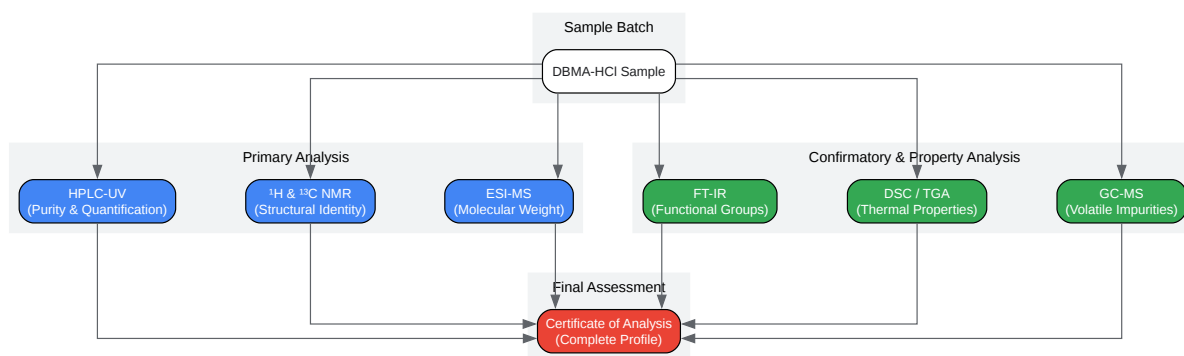 Sample Batch
DBMA-HCl Sample
Primary Analysis
Confirmatory & Property Analysis
HPLC-UV
(Purity & Quantification)
¹H & ¹³C NMR
(Structural Identity)
ESI-MS
(Molecular Weight)
FT-IR
(Functional Groups)
DSC / TGA
(Thermal Properties)
GC-MS
(Volatile Impurities)
Final Assessment
Certificate of Analysis
(Complete Profile)